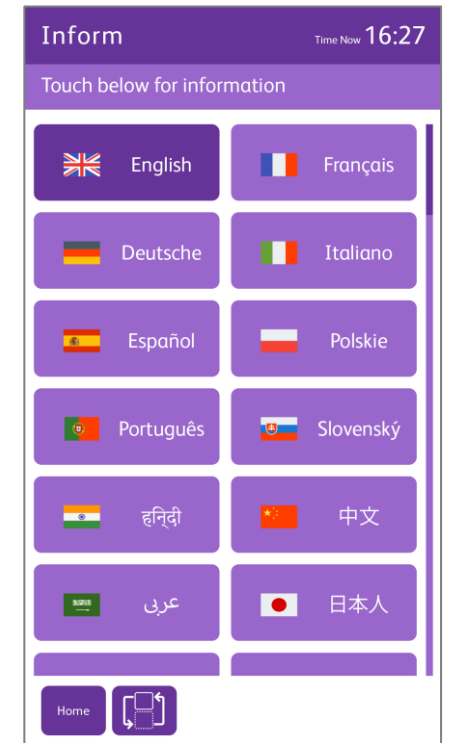 Inform
Time Now 16:27
Touch below for information
English
Français
Deutsche
Italiano
Español
Polskie
Português
Slovenský
हनि्दी
中文
عربى
日本人
Home